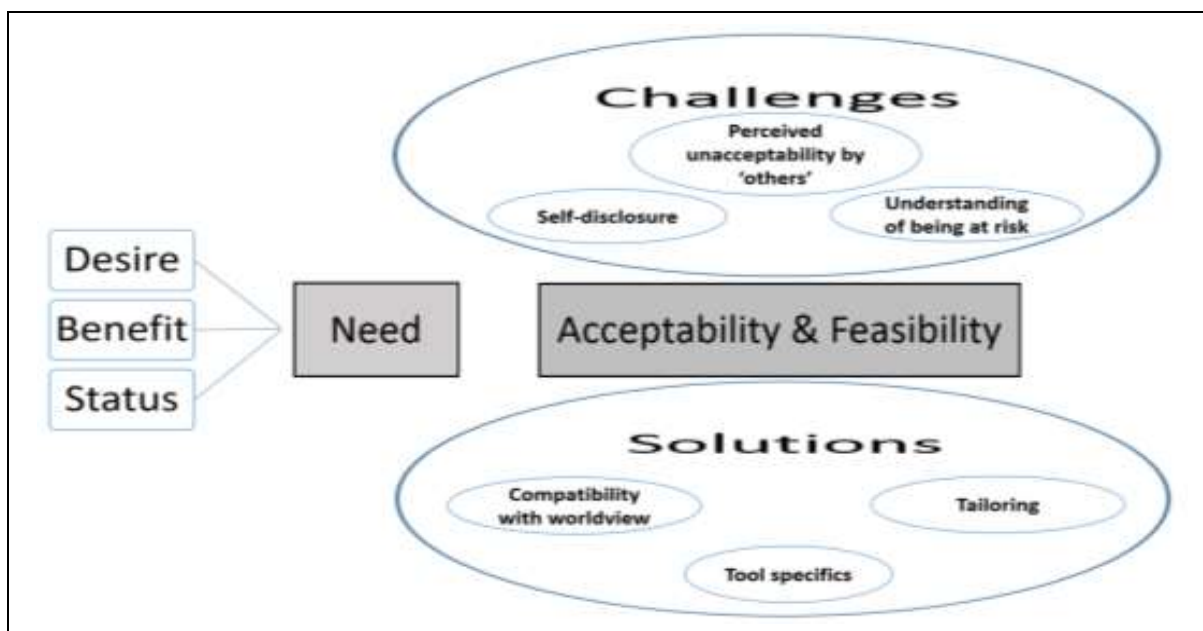 Challenges
Perceived
unacceptability by
‘others’
Self-disclosure
Understanding
of being at risk
Desire
Benefit
Status
Need
Acceptability & Feasibility
Solutions
Compatibility
with worldview
Tailoring
Tool specifics